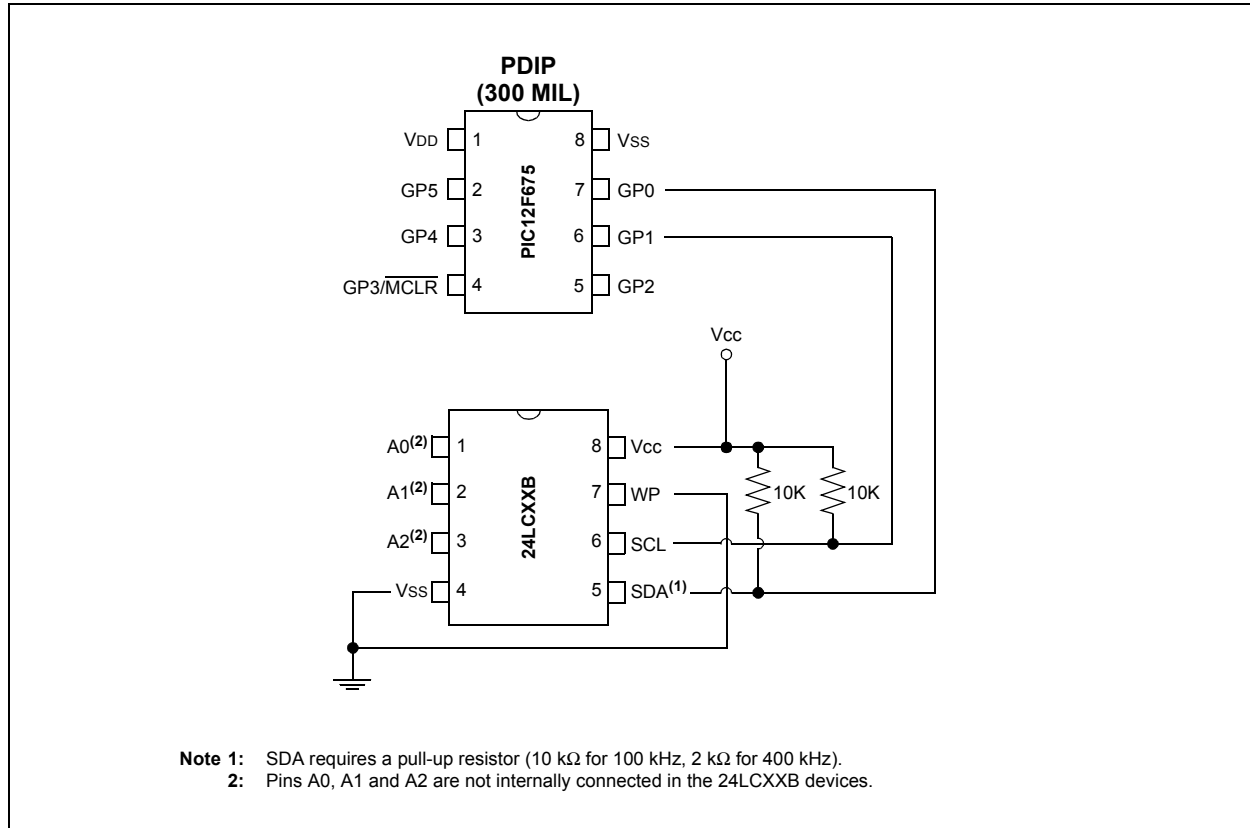 PDIP
(300 MIL)
VDD 1 8 VSS
GP5 2 7 GP0
GP4 3 6 GP1
GP3/MCLR 4 5 GP2
PIC12F675
Vcc
A0(2) 1 8 Vcc
A1(2) 2 7 WP
A2(2) 3 6 SCL
VSS 4 5 SDA(1)
24LCXXB
10K 10K
Note 1: SDA requires a pull-up resistor (10 kΩ for 100 kHz, 2 kΩ for 400 kHz).
2: Pins A0, A1 and A2 are not internally connected in the 24LCXXB devices.